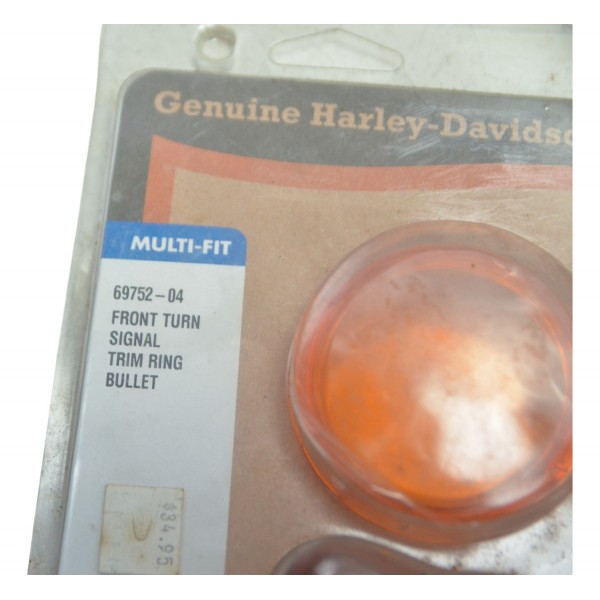 Genuine Harley-Davidso
MULTI-FIT
69752-04
FRONT TURN
SIGNAL
TRIM RING
BULLET
$34.95